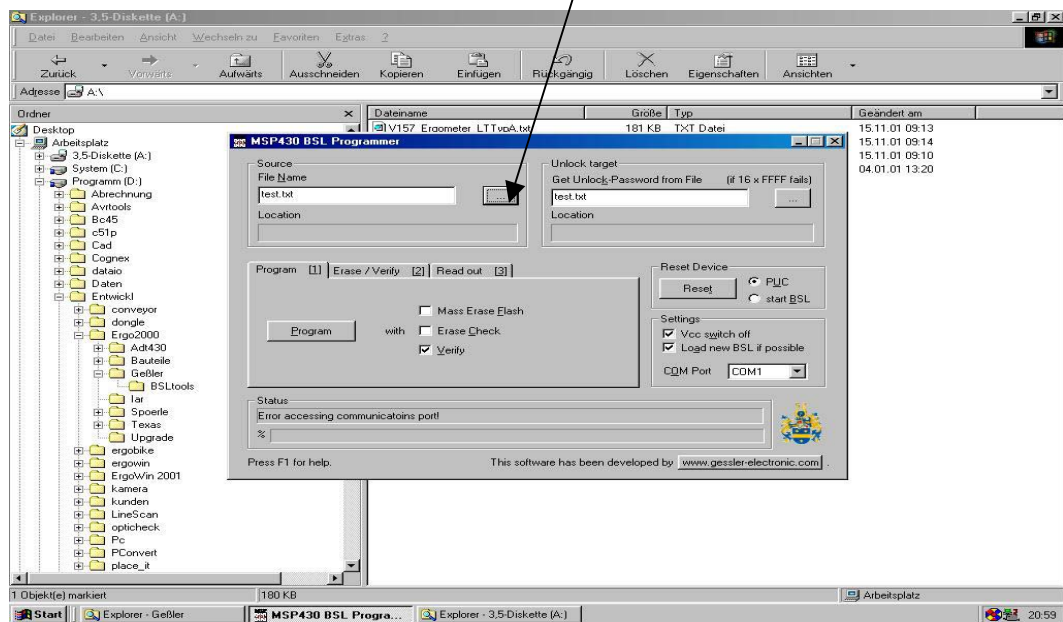 Explorer - 3,5-Diskette (A:)
Datei Bearbeiten Ansicht Wechseln zu Favoriten Extras ?
Zurück Vorwärts Aufwärts Ausschneiden Kopieren Einfügen Rückgängig Löschen Eigenschaften Ansichten
Adresse A:\
Ordner
Desktop
Arbeitsplatz
3,5-Diskette (A:)
System (C:)
Programm (D:)
Abrechnung
Avrtools
Bc45
c51p
Cad
Cognex
dataio
Daten
Entwickl
conveyor
dongle
Ergo2000
Adt430
Bauteile
Geßler
BSLtools
Iar
Spoerle
Texas
Upgrade
ergobike
ergowin
ErgoWin 2001
kamera
kunden
LineScan
opticheck
Pc
PConvert
place_it
Dateiname Größe Typ Geändert am
V157_Ergometer_LTTypA.txt 181 KB TXT Datei 15.11.01 09:13
15.11.01 09:14
15.11.01 09:10
04.01.01 13:20
MSP430 BSL Programmer
Source
File Name
test.txt
...
Location
Unlock target
Get Unlock-Password from File (if 16 x FFFF fails)
test.txt
...
Location
Program [1] Erase / Verify [2] Read out [3]
Program with
Mass Erase Flash
Erase Check
Verify
Reset Device
Reset
PUC
start BSL
Settings
Vcc switch off
Load new BSL if possible
COM Port COM1
Status
Error accessing communicatoins port!
%
Press F1 for help. This software has been developed by www.gessler-electronic.com .
1 Objekt(e) markiert 180 KB Arbeitsplatz
Start Explorer - Geßler MSP430 BSL Progra... Explorer - 3,5-Diskette (A:) 20:59